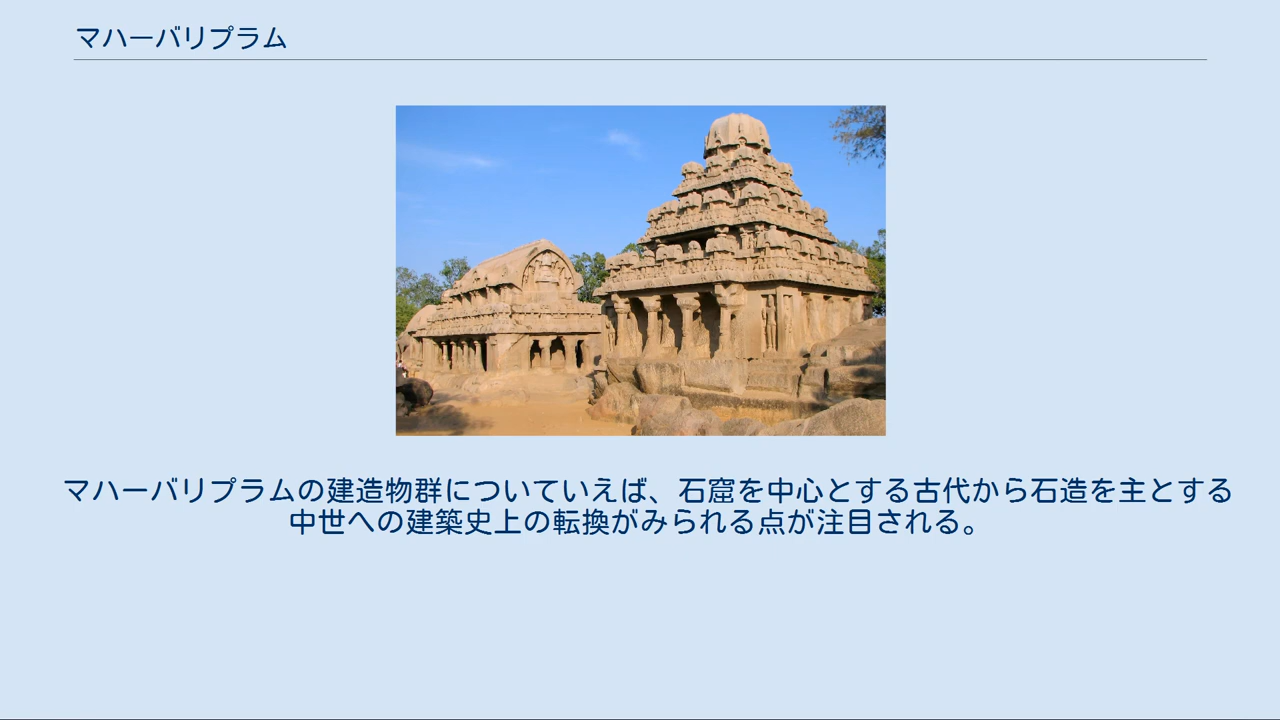 マハーバリプラム
マハーバリプラムの建造物群についていえば、石窟を中心とする古代から石造を主とする
中世への建築史上の転換がみられる点が注目される。